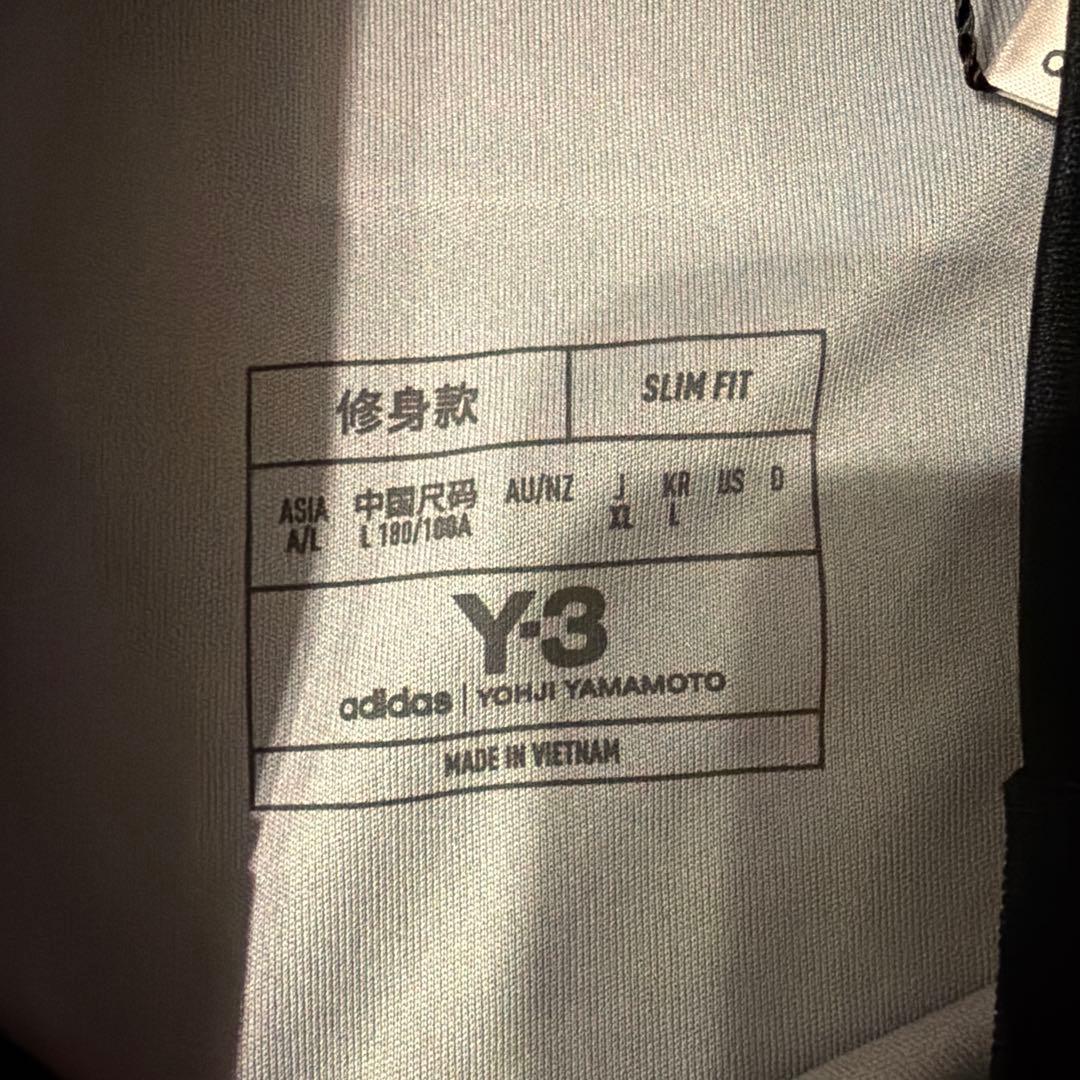 修身款 SLIM FIT
ASIA 中国尺码 AU/NZ J KR US D
A/L L 180/100A XL L
Y-3
adidas | YOHJI YAMAMOTO
MADE IN VIETNAM